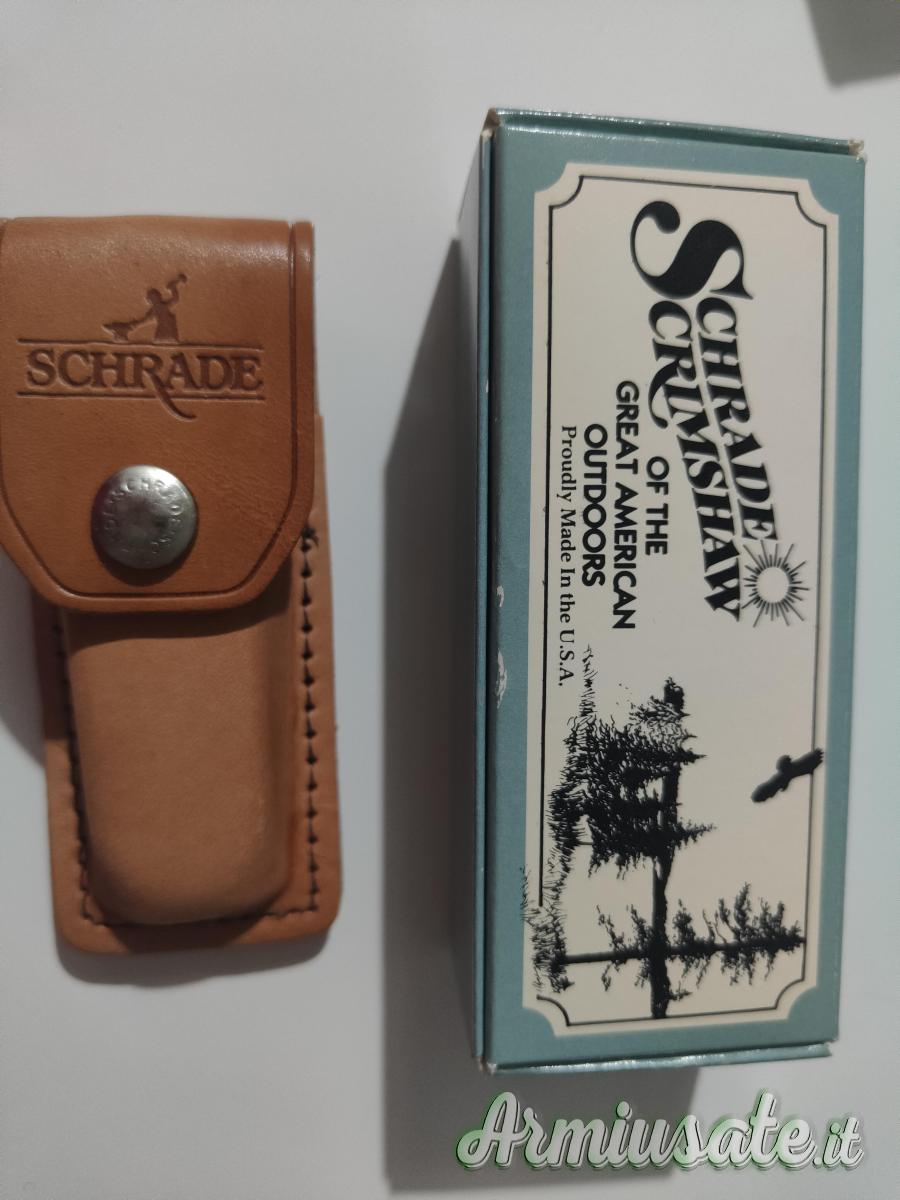 SCHRADE
SCHRADE
SCRIMSHAW
OF THE
GREAT AMERICAN
OUTDOORS
Proudly Made In the U.S.A.
Armiusate.it